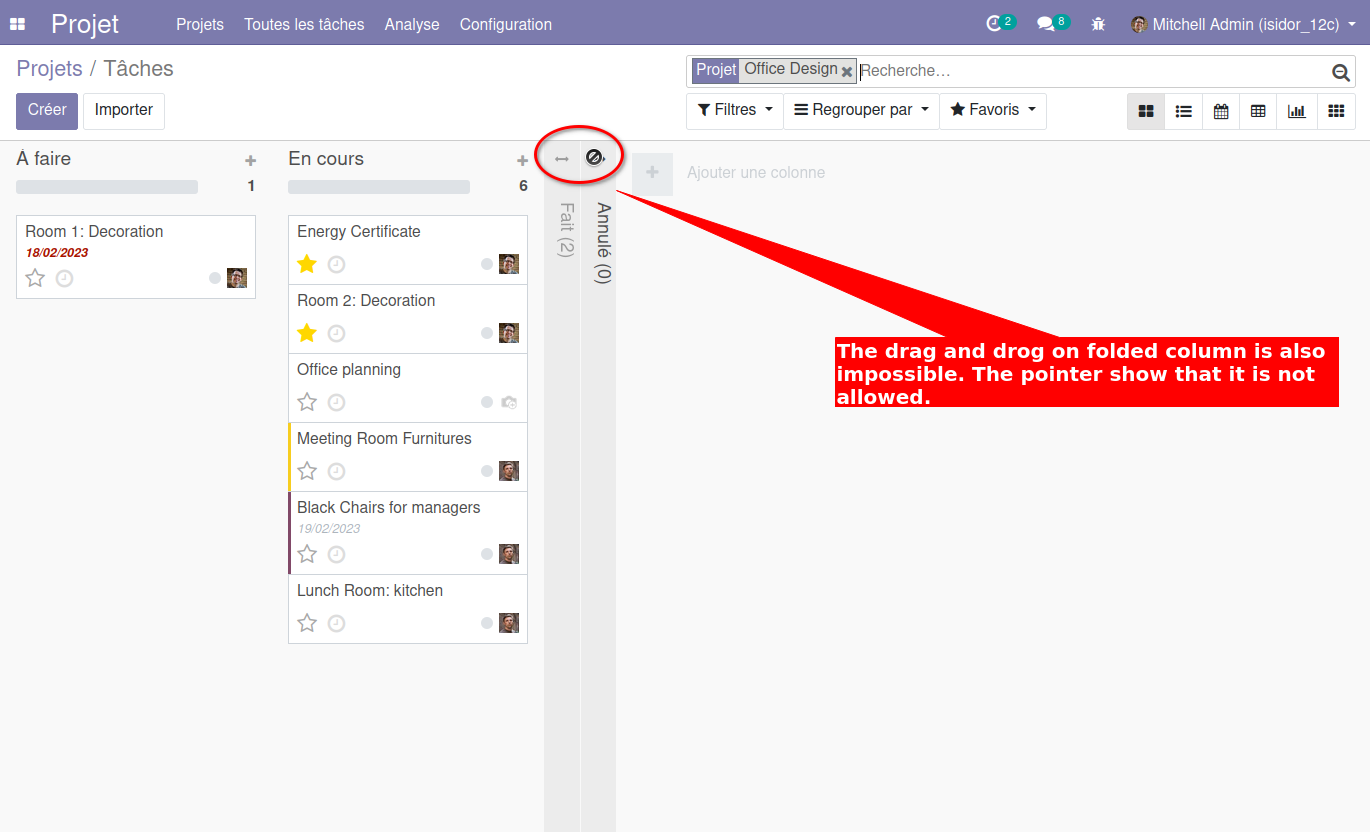 Projet Projets Toutes les tâches Analyse Configuration 2 8 Mitchell Admin (isidor_12c)
Projets / Tâches
Projet Office Design Recherche...
Créer Importer
Filtres Regrouper par Favoris
À faire
1
Room 1: Decoration
18/02/2023
En cours
6
Energy Certificate
Room 2: Decoration
Office planning
Meeting Room Furnitures
Black Chairs for managers
19/02/2023
Lunch Room: kitchen
Fait (2)
Annulé (0)
Ajouter une colonne
The drag and drog on folded column is also
impossible. The pointer show that it is not
allowed.